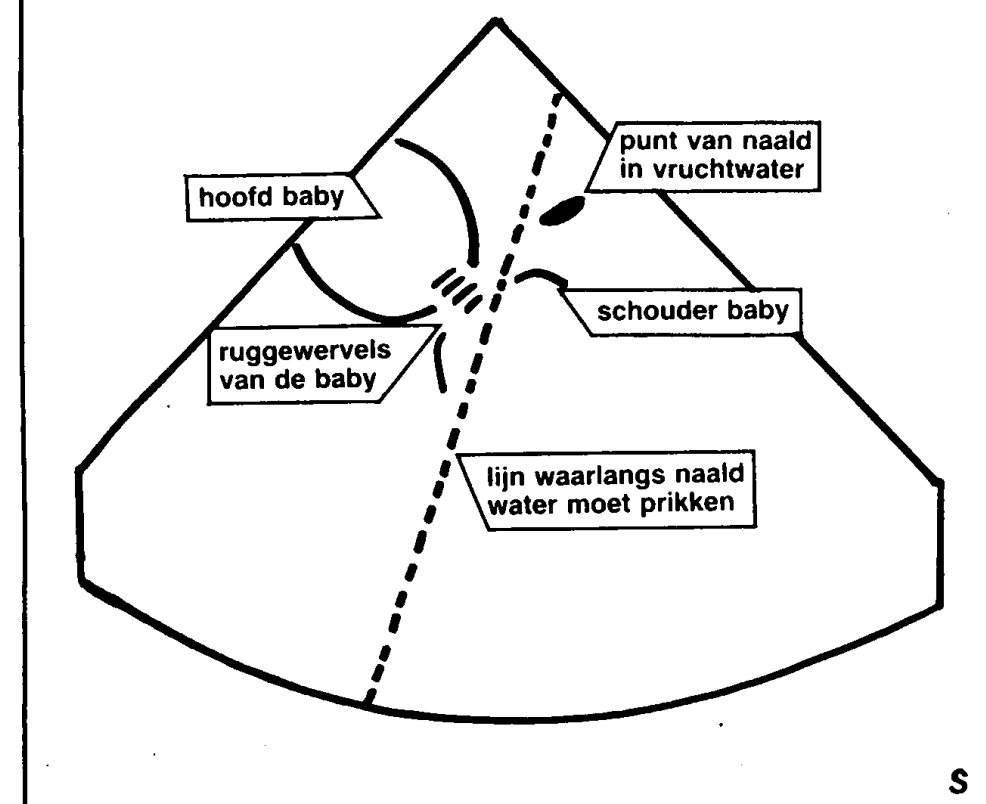 punt van naald
in vruchtwater
hoofd baby
schouder baby
ruggewervels
van de baby
lijn waarlangs naald
water moet prikken
S